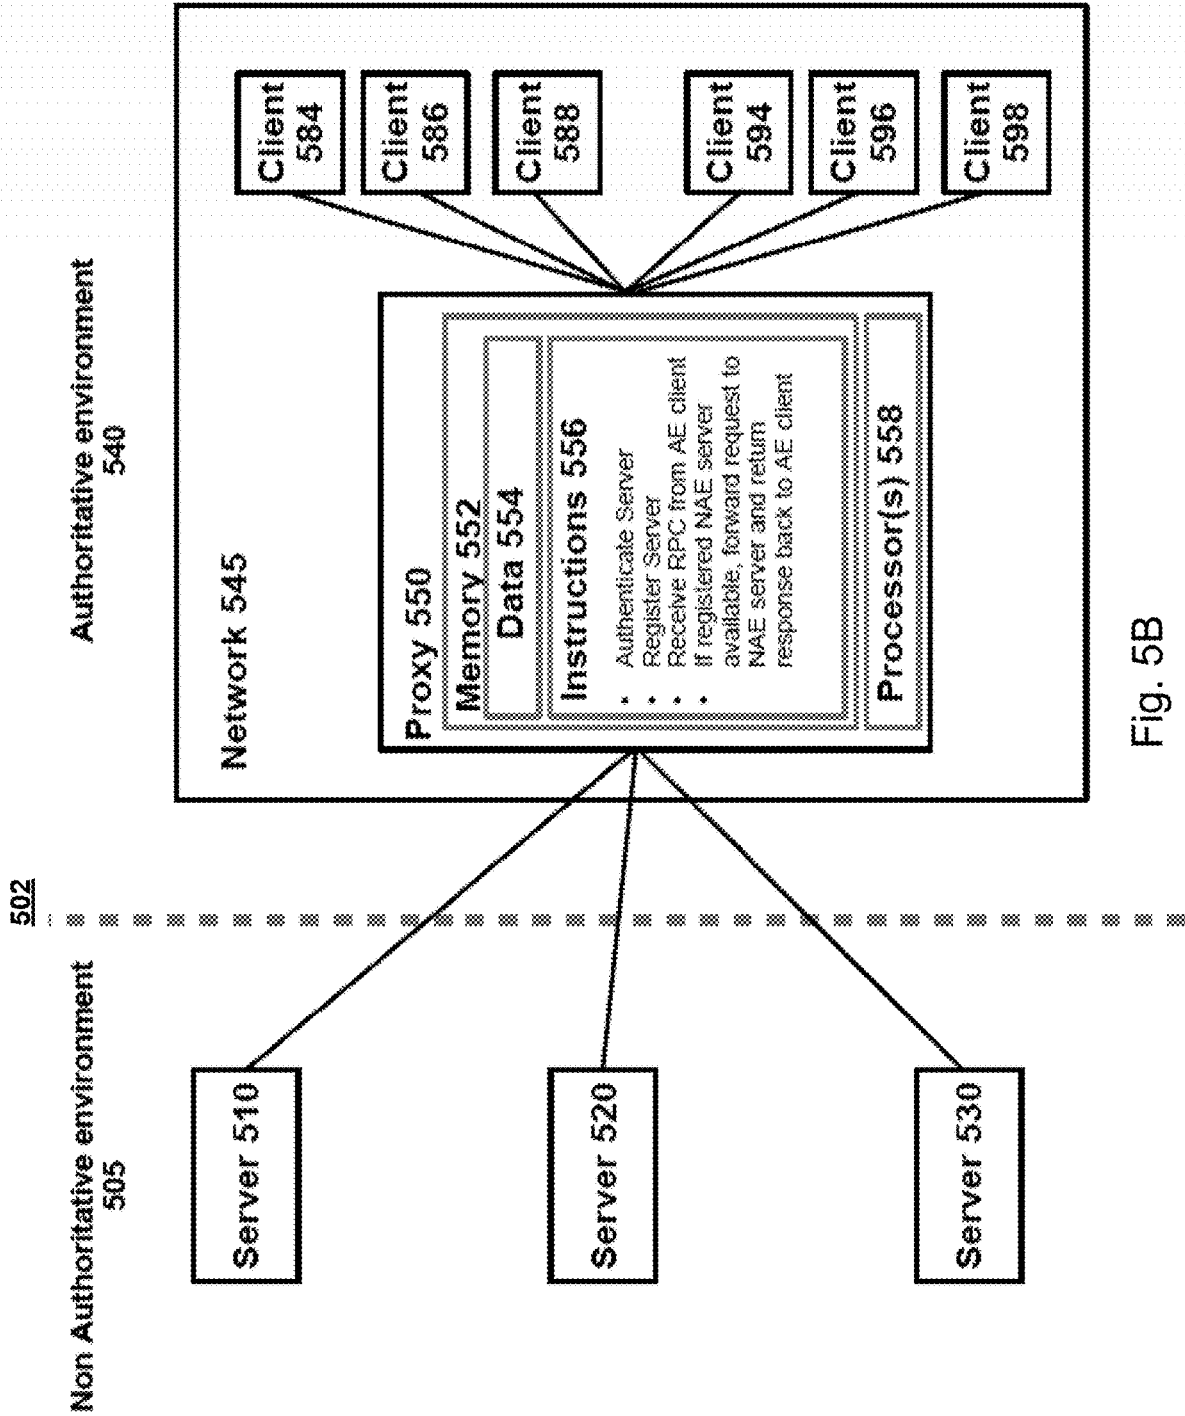 502
Non Authoritative environment
505
Authoritative environment
540
Server 510
Server 520
Server 530
Network 545
Proxy 550
Memory 552
Data 554
Instructions 556
• Authenticate Server
• Register Server
• Receive RPC from AE client
• If registered NAE server
available, forward request to
NAE server and return
response back to AE client
Processor(s) 558
Client
584
Client
586
Client
588
Client
594
Client
596
Client
598
Fig. 5B